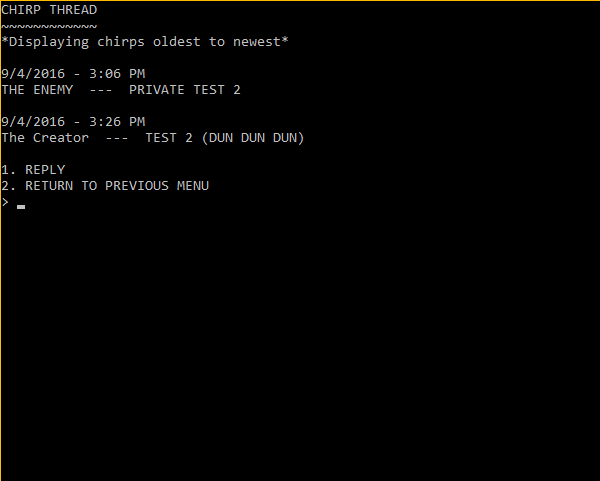 CHIRP THREAD
~~~~~~~~~~~~
*Displaying chirps oldest to newest*
9/4/2016 - 3:06 PM
THE ENEMY  ---  PRIVATE TEST 2
9/4/2016 - 3:26 PM
The Creator  ---  TEST 2 (DUN DUN DUN)
1. REPLY
2. RETURN TO PREVIOUS MENU
> _